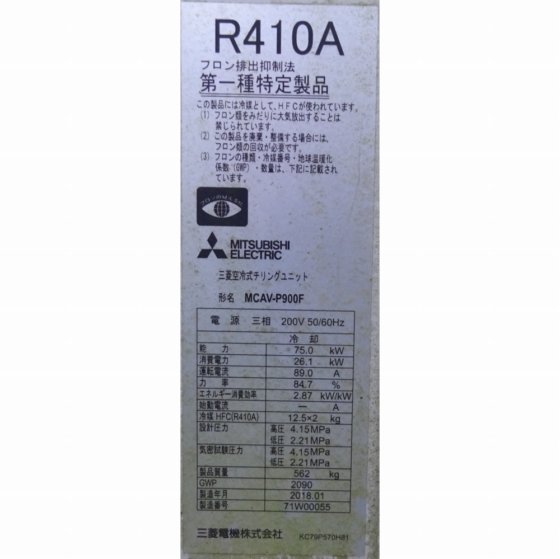 R410A
フロン排出抑制法
第一種特定製品
この製品には冷媒として、HFCが使われています。
(1) フロン類をみだりに大気放出することは
禁じられています。
(2) この製品を廃棄・整備する場合には、
フロン類の回収が必要です。
(3) フロンの種類・冷媒番号・地球温暖化
係数(GWP)・数量は、下記に記載され
ています。
MITSUBISHI
ELECTRIC
三菱空冷式チリングユニット
形名 MCAV-P900F
電源 三相 200V 50/60Hz
冷却
能力 75.0 kW
消費電力 26.1 kW
運転電流 89.0 A
力率 84.7 %
エネルギー消費効率 2.87 kW/kW
始動電流 — A
冷媒 HFC(R410A) 12.5×2 kg
設計圧力 高圧 4.15MPa
低圧 2.21MPa
気密試験圧力 高圧 4.15MPa
低圧 2.21MPa
製品質量 562 kg
GWP 2090
製造年月 2018.01
製造番号 71W00055
三菱電機株式会社 KC79P570H81